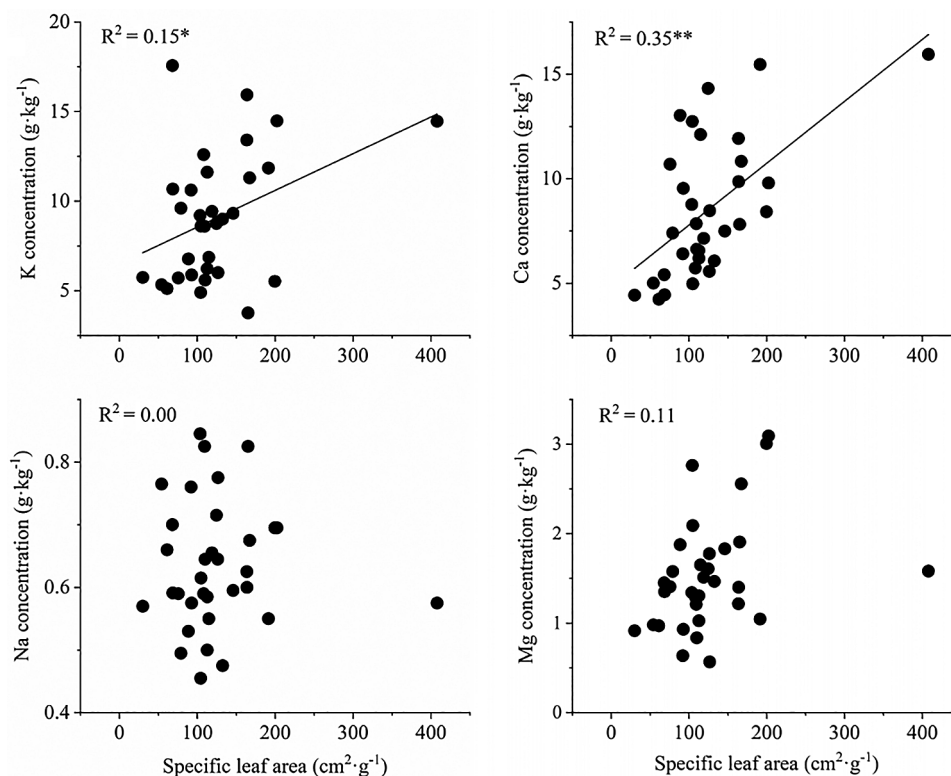 R² = 0.15*
K concentration (g·kg⁻¹)
20
15
10
5
0 100 200 300 400
R² = 0.35**
Ca concentration (g·kg⁻¹)
15
10
5
0 100 200 300 400
R² = 0.00
Na concentration (g·kg⁻¹)
0.8
0.6
0.4
0 100 200 300 400
Specific leaf area (cm²·g⁻¹)
R² = 0.11
Mg concentration (g·kg⁻¹)
3
2
1
0
0 100 200 300 400
Specific leaf area (cm²·g⁻¹)